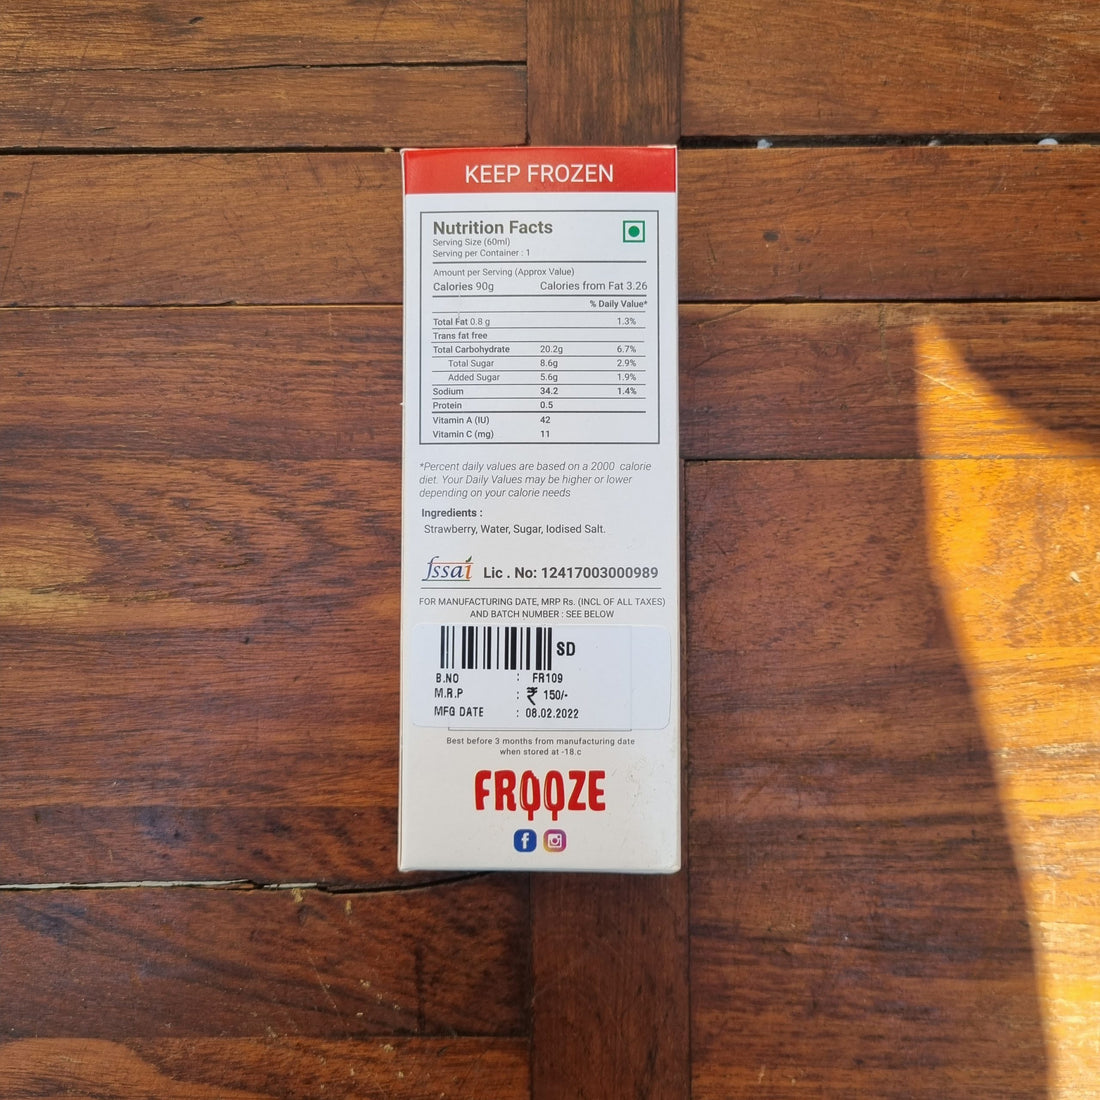 KEEP FROZEN
Nutrition Facts
Serving Size (60ml)
Serving per Container : 1
Amount per Serving (Approx Value)
Calories 90g Calories from Fat 3.26
% Daily Value*
Total Fat 0.8 g 1.3%
Trans fat free
Total Carbohydrate 20.2g 6.7%
Total Sugar 8.6g 2.9%
Added Sugar 5.6g 1.9%
Sodium 34.2 1.4%
Protein 0.5
Vitamin A (IU) 42
Vitamin C (mg) 11
*Percent daily values are based on a 2000 calorie
diet. Your Daily Values may be higher or lower
depending on your calorie needs
Ingredients :
Strawberry, Water, Sugar, Iodised Salt.
fssai Lic . No: 12417003000989
FOR MANUFACTURING DATE, MRP Rs. (INCL OF ALL TAXES)
AND BATCH NUMBER : SEE BELOW
SD
B.NO : FR109
M.R.P : ₹ 150/-
MFG DATE : 08.02.2022
Best before 3 months from manufacturing date
when stored at -18.c
FROOZE